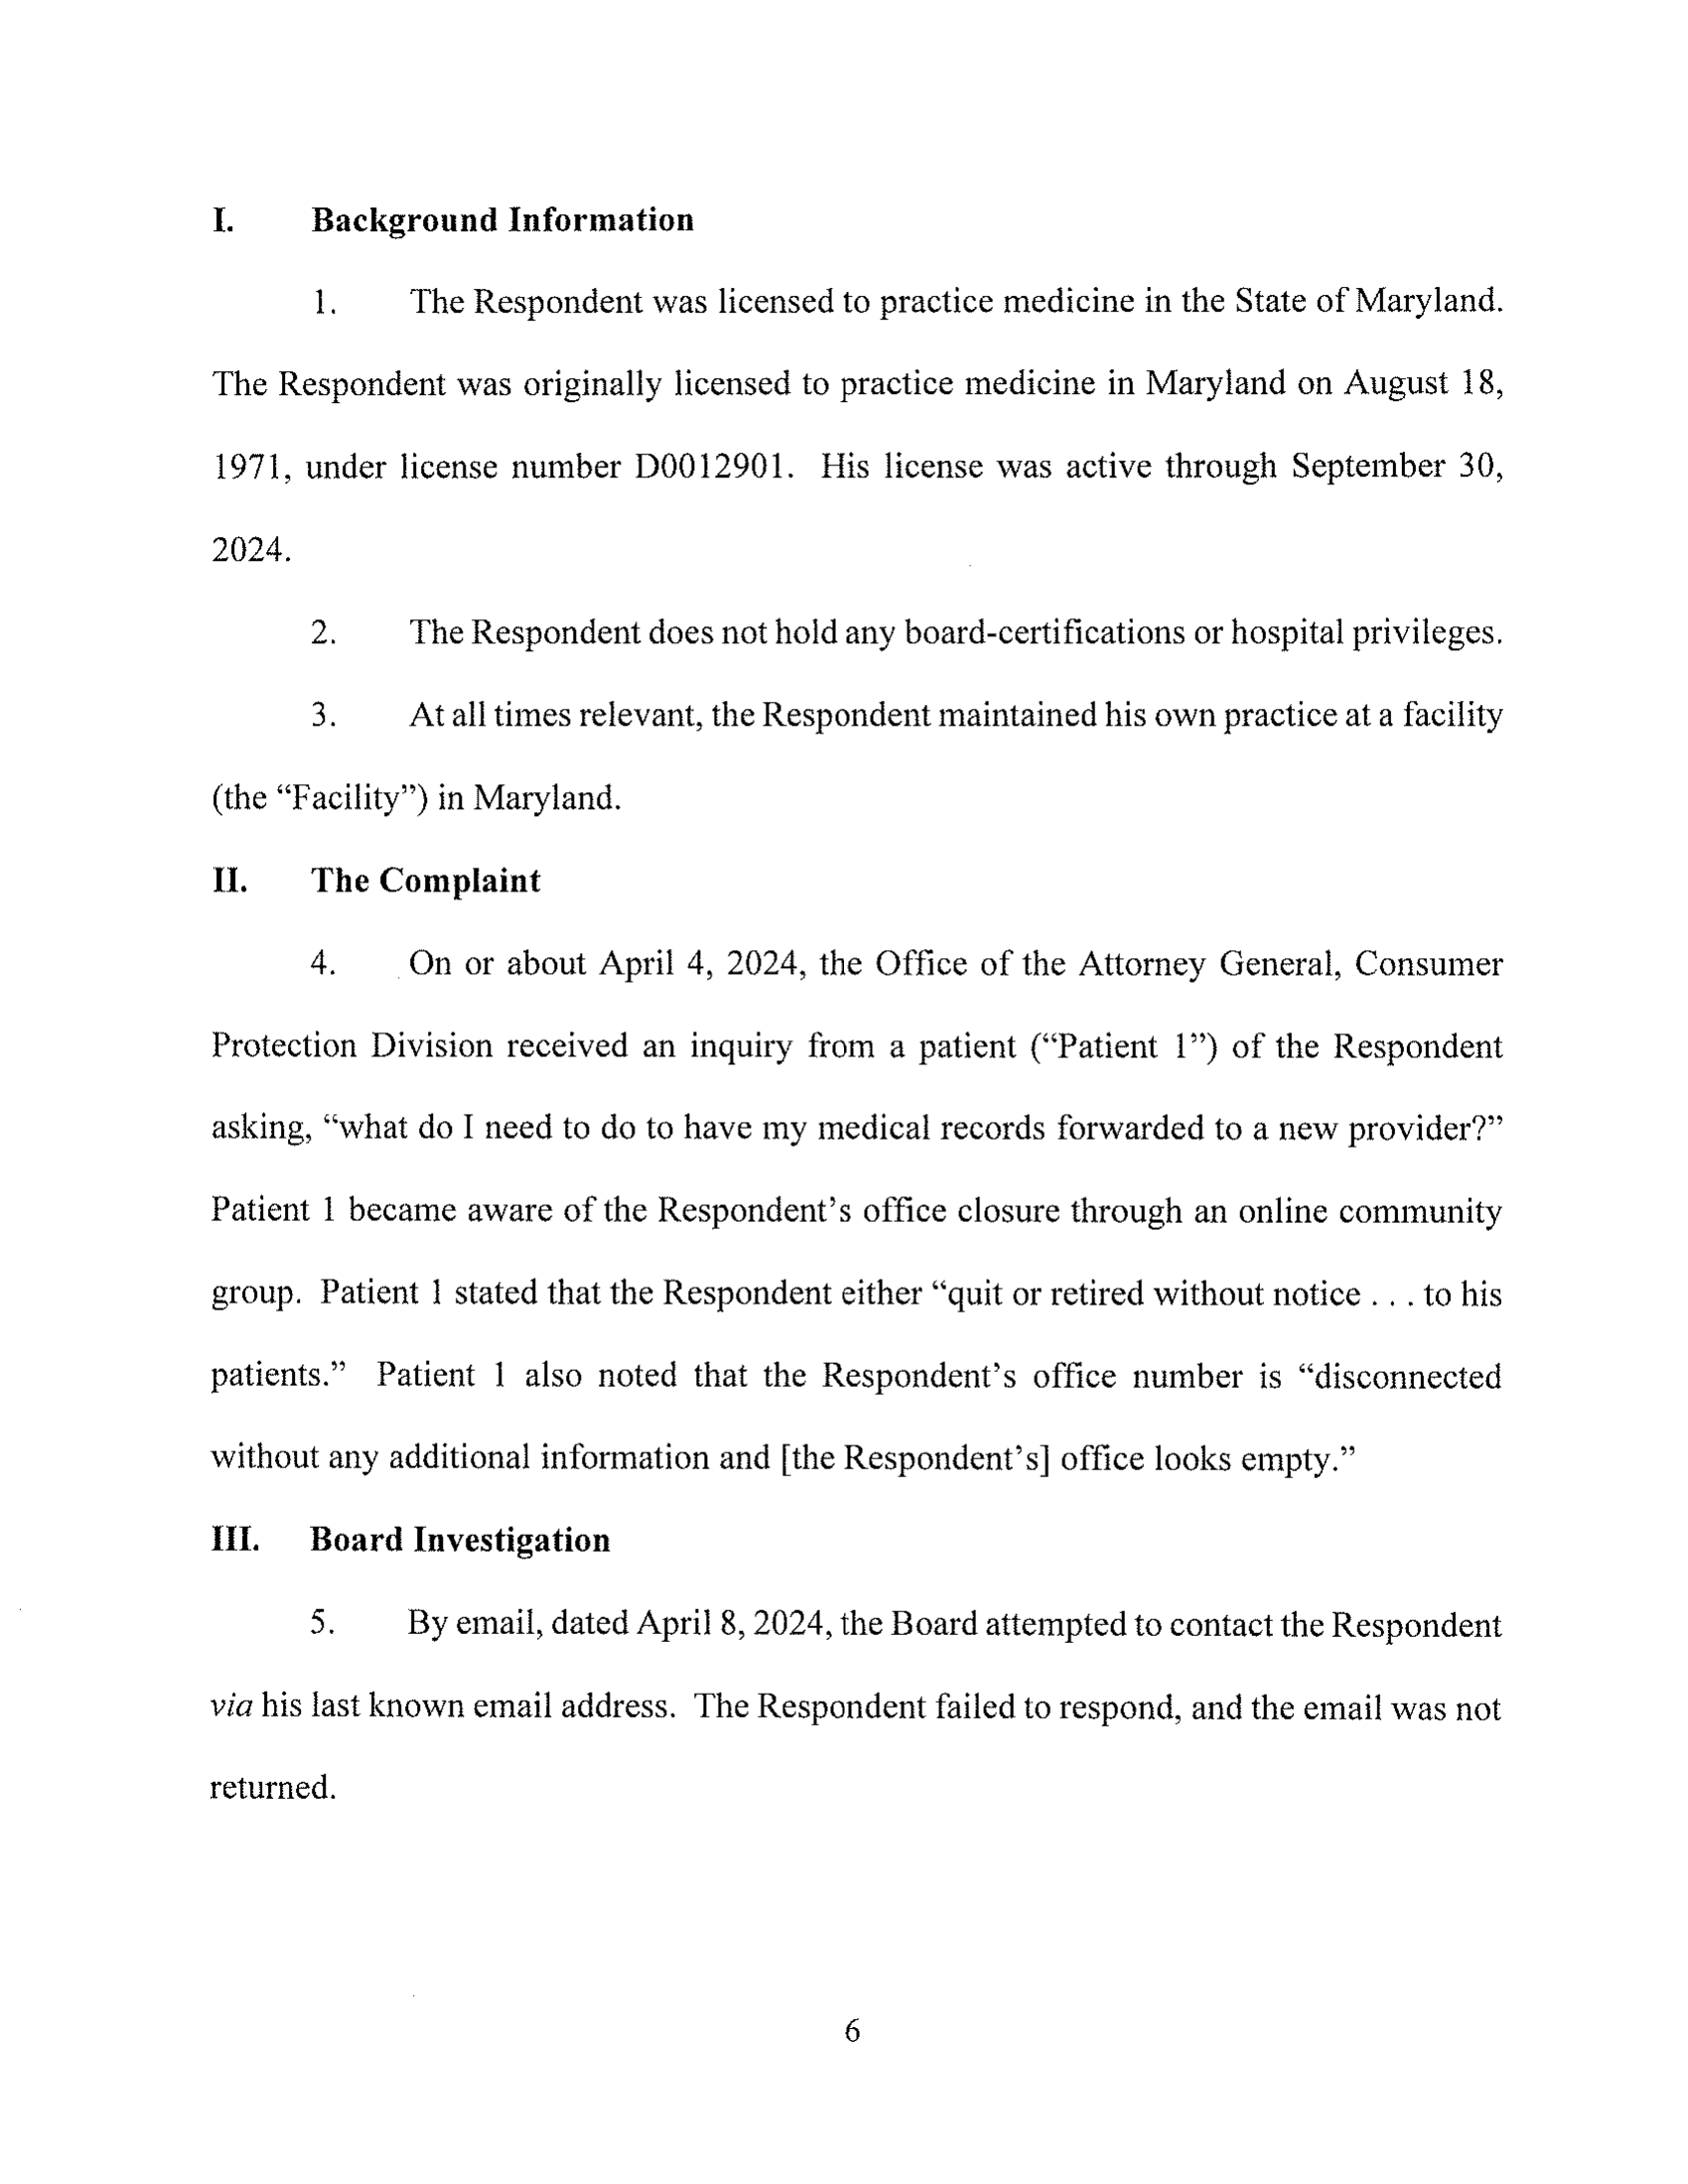 I. Background Information
1. The Respondent was licensed to practice medicine in the State of Maryland.
The Respondent was originally licensed to practice medicine in Maryland on August 18,
1971, under license number D0012901. His license was active through September 30,
2024.
2. The Respondent does not hold any board-certifications or hospital privileges.
3. At all times relevant, the Respondent maintained his own practice at a facility
(the “Facility”) in Maryland.
II. The Complaint
4. On or about April 4, 2024, the Office of the Attorney General, Consumer
Protection Division received an inquiry from a patient (“Patient 1”) of the Respondent
asking, “what do I need to do to have my medical records forwarded to a new provider?”
Patient 1 became aware of the Respondent’s office closure through an online community
group. Patient 1 stated that the Respondent either “quit or retired without notice . . . to his
patients.” Patient 1 also noted that the Respondent’s office number is “disconnected
without any additional information and [the Respondent’s] office looks empty.”
III. Board Investigation
5. By email, dated April 8, 2024, the Board attempted to contact the Respondent
via his last known email address. The Respondent failed to respond, and the email was not
returned.
6